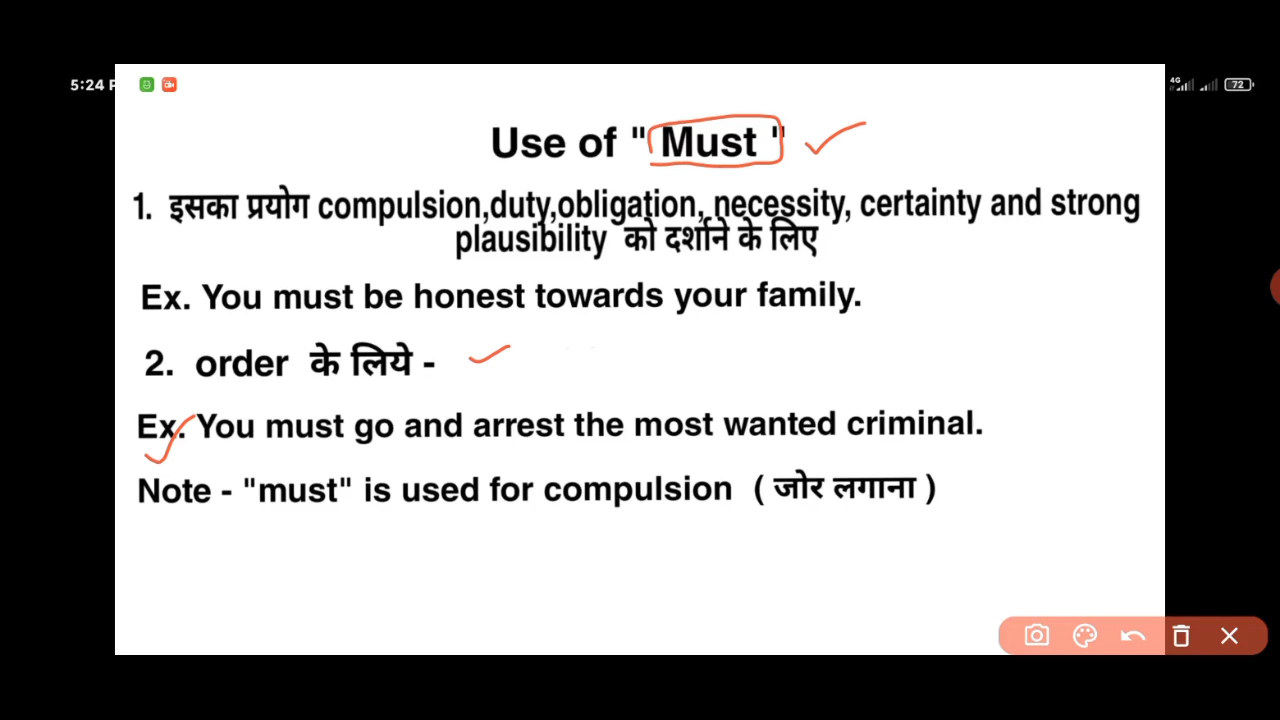 5:24 P
4G
72
Use of " Must "
1. इसका प्रयोग compulsion,duty,obligation, necessity, certainty and strong
plausibility को दर्शाने के लिए
Ex. You must be honest towards your family.
2. order के लिये -
Ex. You must go and arrest the most wanted criminal.
Note - "must" is used for compulsion ( जोर लगाना )